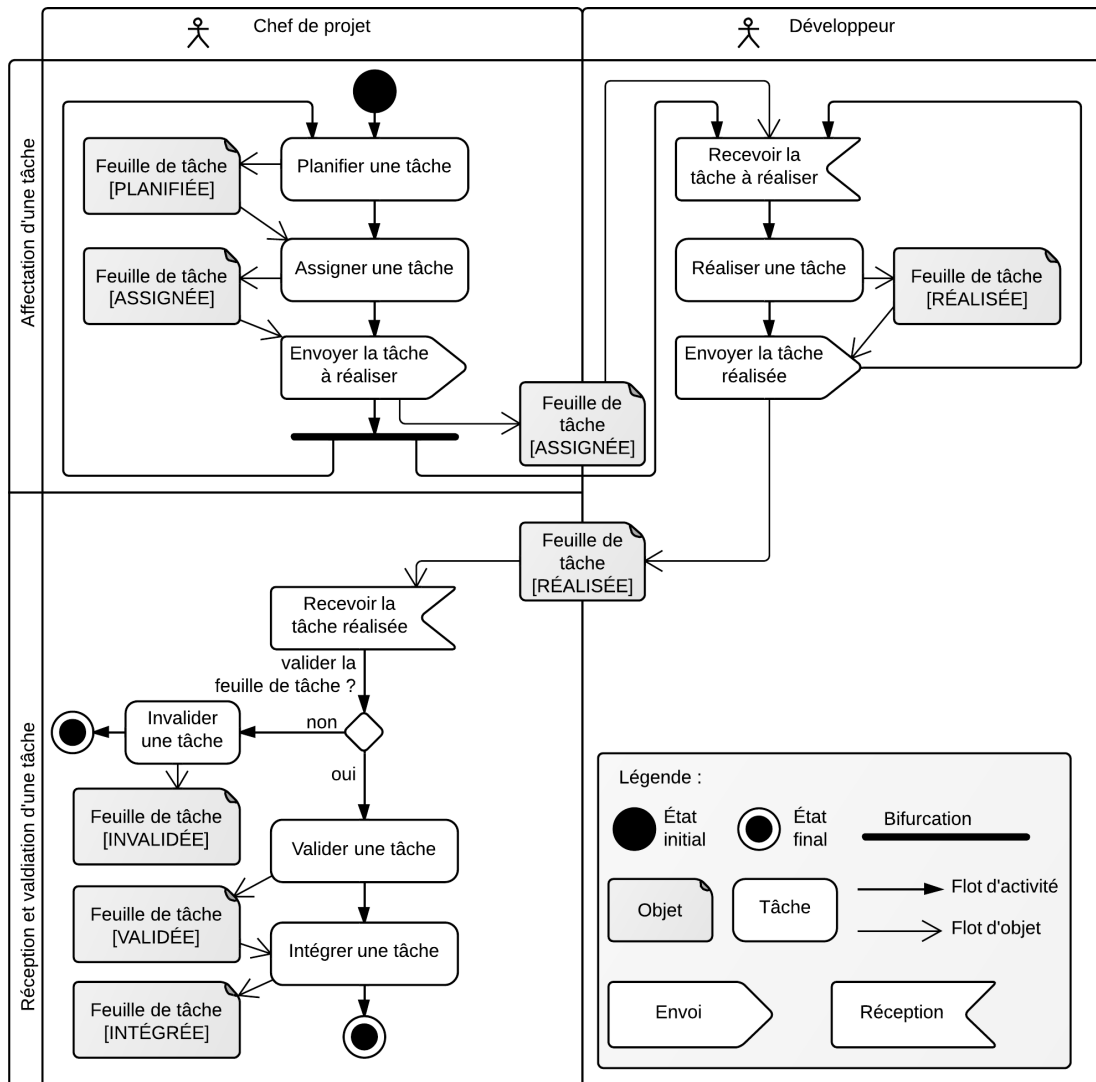 Chef de projet
Développeur
Affectation d'une tâche
Planifier une tâche
Feuille de tâche
[PLANIFIÉE]
Assigner une tâche
Feuille de tâche
[ASSIGNÉE]
Envoyer la tâche
à réaliser
Recevoir la
tâche à réaliser
Réaliser une tâche
Feuille de tâche
[RÉALISÉE]
Envoyer la tâche
réalisée
Feuille de
tâche
[ASSIGNÉE]
Réception et valdiation d'une tâche
Feuille de
tâche
[RÉALISÉE]
Recevoir la
tâche réalisée
valider la
feuille de tâche ?
non
oui
Invalider
une tâche
Feuille de tâche
[INVALIDÉE]
Valider une tâche
Feuille de tâche
[VALIDÉE]
Intégrer une tâche
Feuille de tâche
[INTÉGRÉE]
Légende :
État
initial
État
final
Bifurcation
Objet
Tâche
Flot d'activité
Flot d'objet
Envoi
Réception